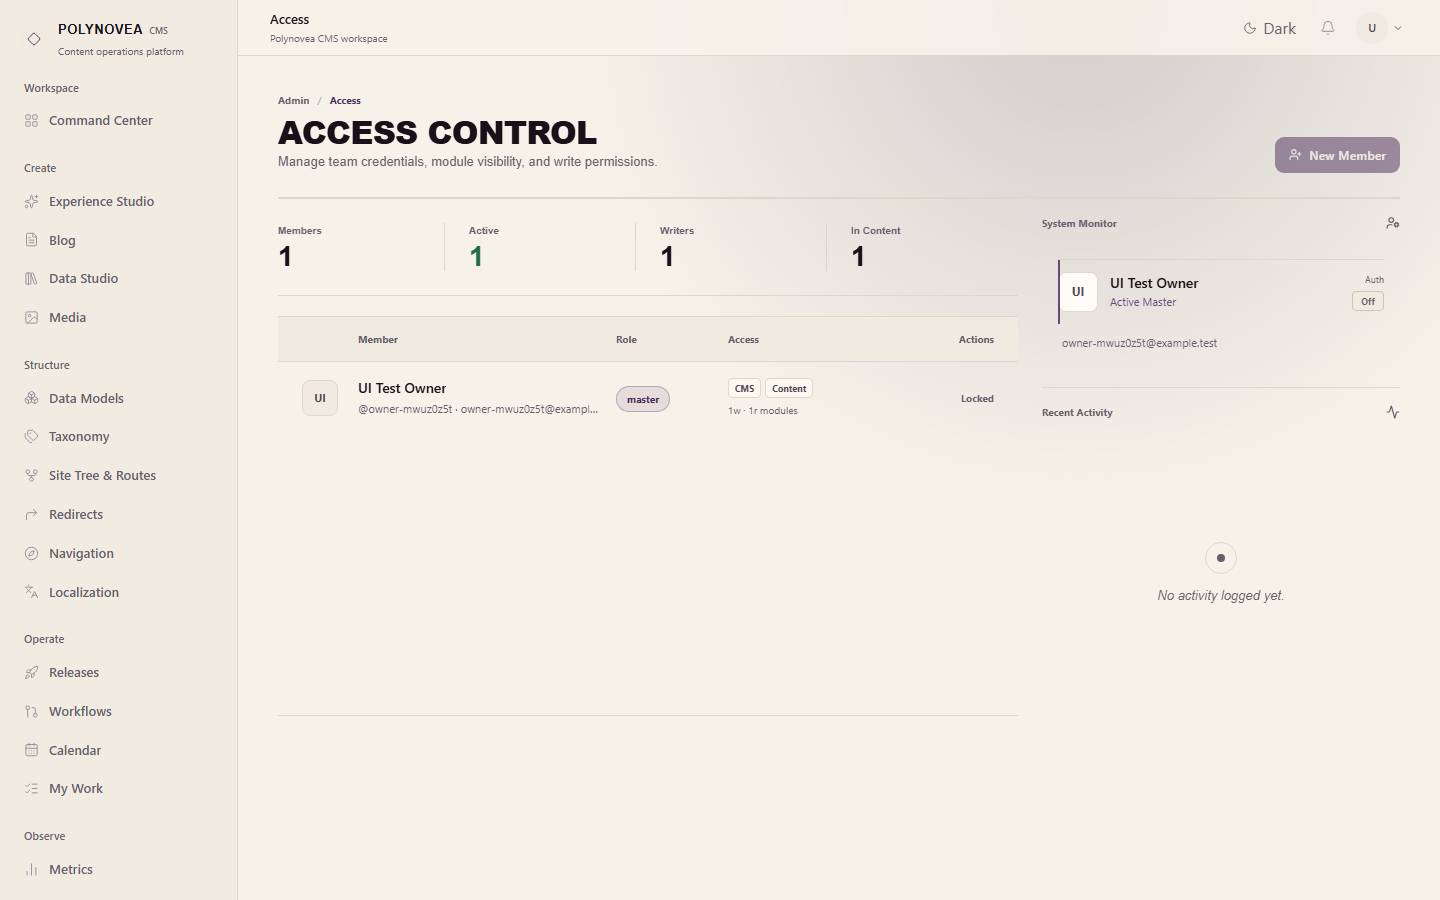 POLYNOVEA CMS
Content operations platform
Workspace
Command Center
Create
Experience Studio
Blog
Data Studio
Media
Structure
Data Models
Taxonomy
Site Tree & Routes
Redirects
Navigation
Localization
Operate
Releases
Workflows
Calendar
My Work
Observe
Metrics
Access
Polynovea CMS workspace
Dark
U
Admin / Access
ACCESS CONTROL
Manage team credentials, module visibility, and write permissions.
New Member
Members
1
Active
1
Writers
1
In Content
1
Member Role Access Actions
UI
UI Test Owner
@owner-mwuz0z5t · owner-mwuz0z5t@exampl...
master
CMS Content
1w · 1r modules
Locked
System Monitor
UI
UI Test Owner
Active Master
Auth
Off
owner-mwuz0z5t@example.test
Recent Activity
No activity logged yet.